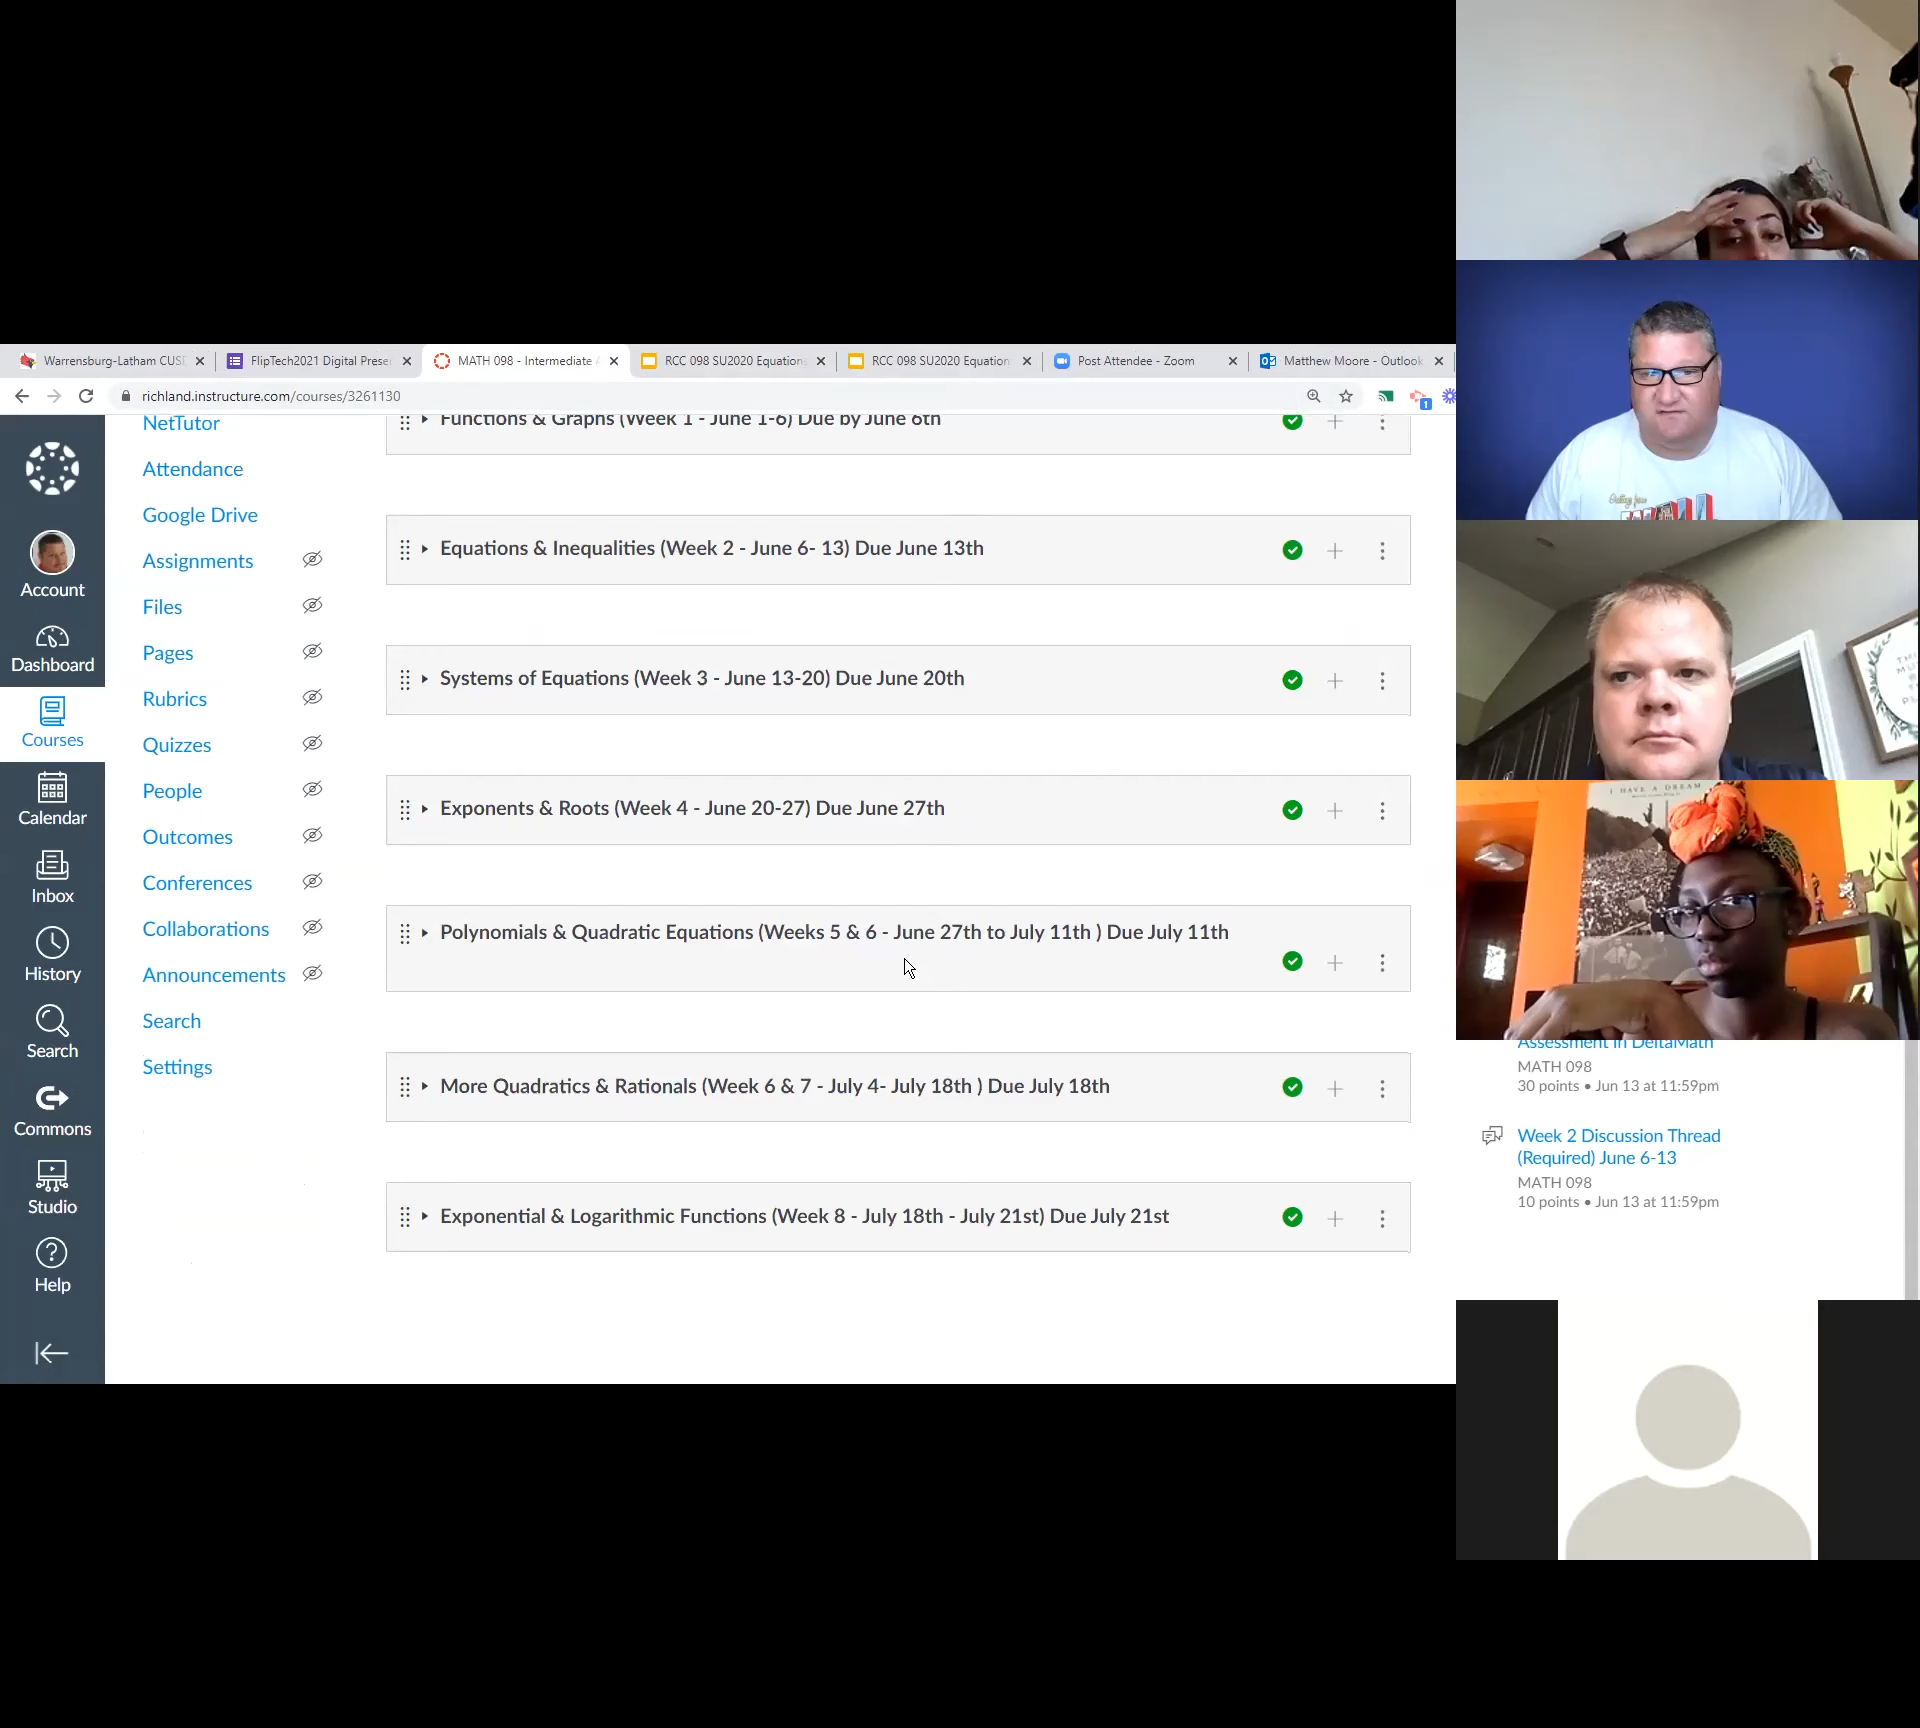 Warrensburg-Latham CUS
FlipTech2021 Digital Prese
MATH 098 - Intermediate
RCC 098 SU2020 Equation
RCC 098 SU2020 Equation
Post Attendee - Zoom
Matthew Moore - Outlook
richland.instructure.com/courses/3261130
1
Account
Dashboard
Courses
Calendar
Inbox
History
Search
Commons
Studio
Help
NetTutor
Attendance
Google Drive
Assignments
Files
Pages
Rubrics
Quizzes
People
Outcomes
Conferences
Collaborations
Announcements
Search
Settings
Functions & Graphs (Week 1 - June 1-6) Due by June 6th
Equations & Inequalities (Week 2 - June 6- 13) Due June 13th
Systems of Equations (Week 3 - June 13-20) Due June 20th
Exponents & Roots (Week 4 - June 20-27) Due June 27th
Polynomials & Quadratic Equations (Weeks 5 & 6 - June 27th to July 11th ) Due July 11th
More Quadratics & Rationals (Week 6 & 7 - July 4- July 18th ) Due July 18th
Exponential & Logarithmic Functions (Week 8 - July 18th - July 21st) Due July 21st
I HAVE A DREAM
Assessment in DeltaMath
MATH 098
30 points • Jun 13 at 11:59pm
Week 2 Discussion Thread
(Required) June 6-13
MATH 098
10 points • Jun 13 at 11:59pm